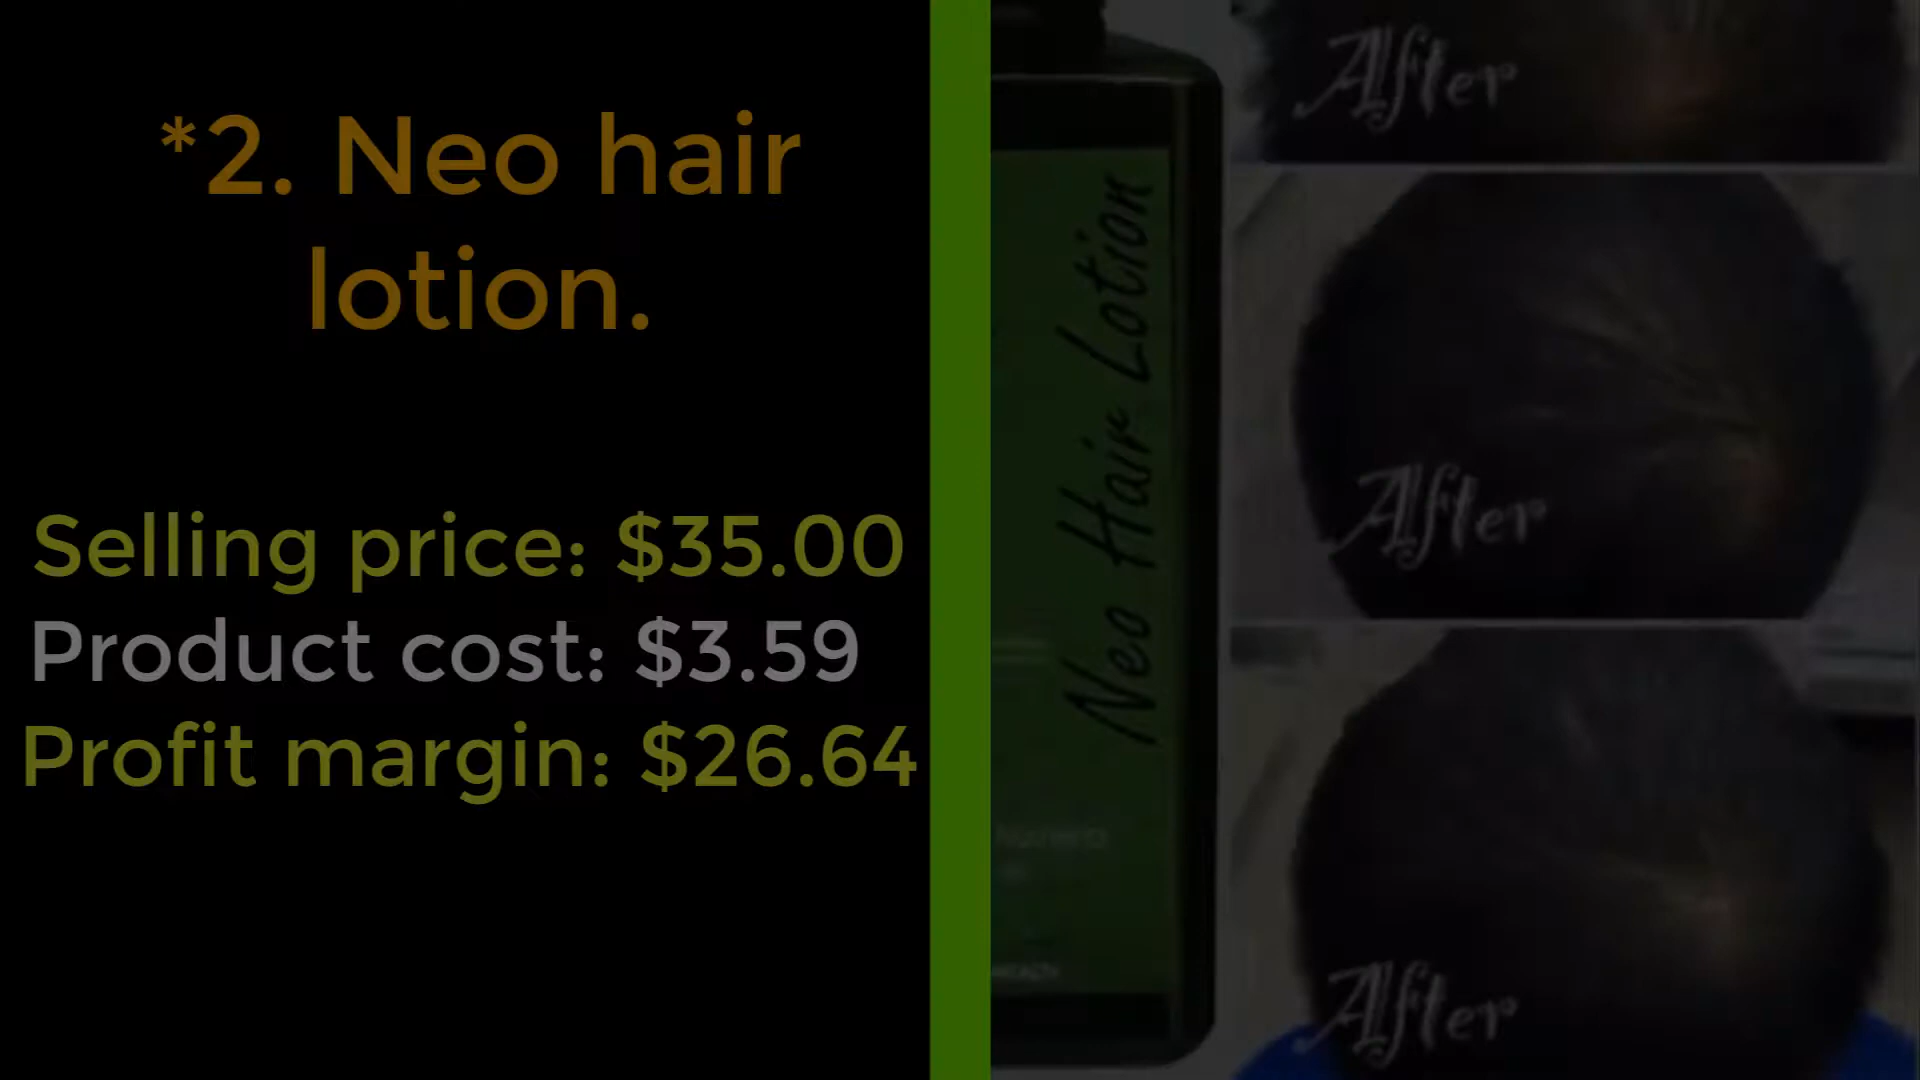 *2. Neo hair
lotion.
Selling price: $35.00
Product cost: $3.59
Profit margin: $26.64
Neo Hair Lotion
After
After
After